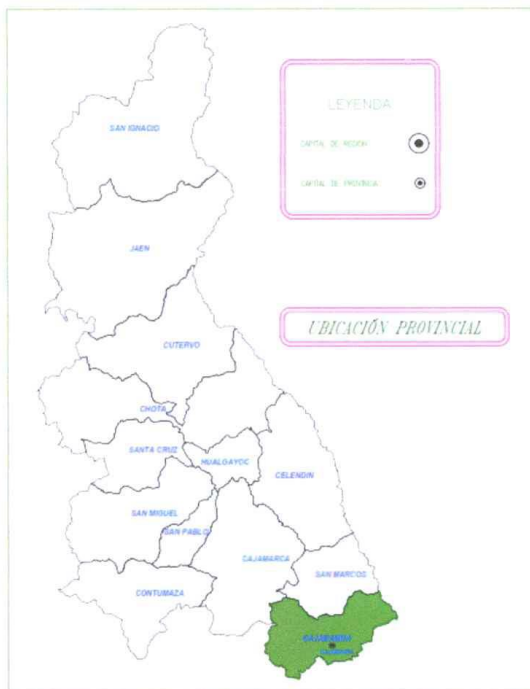 SAN IGNACIO
LEYENDA
CAPITAL DE REGION
CAPITAL DE PROVINCIA
JAEN
UBICACIÓN PROVINCIAL
CUTERVO
CHOTA
SANTA CRUZ
HUALGAYOC
CELENDIN
SAN MIGUEL
SAN PABLO
CAJAMARCA
SAN MARCOS
CONTUMAZA
CAJABAMBA